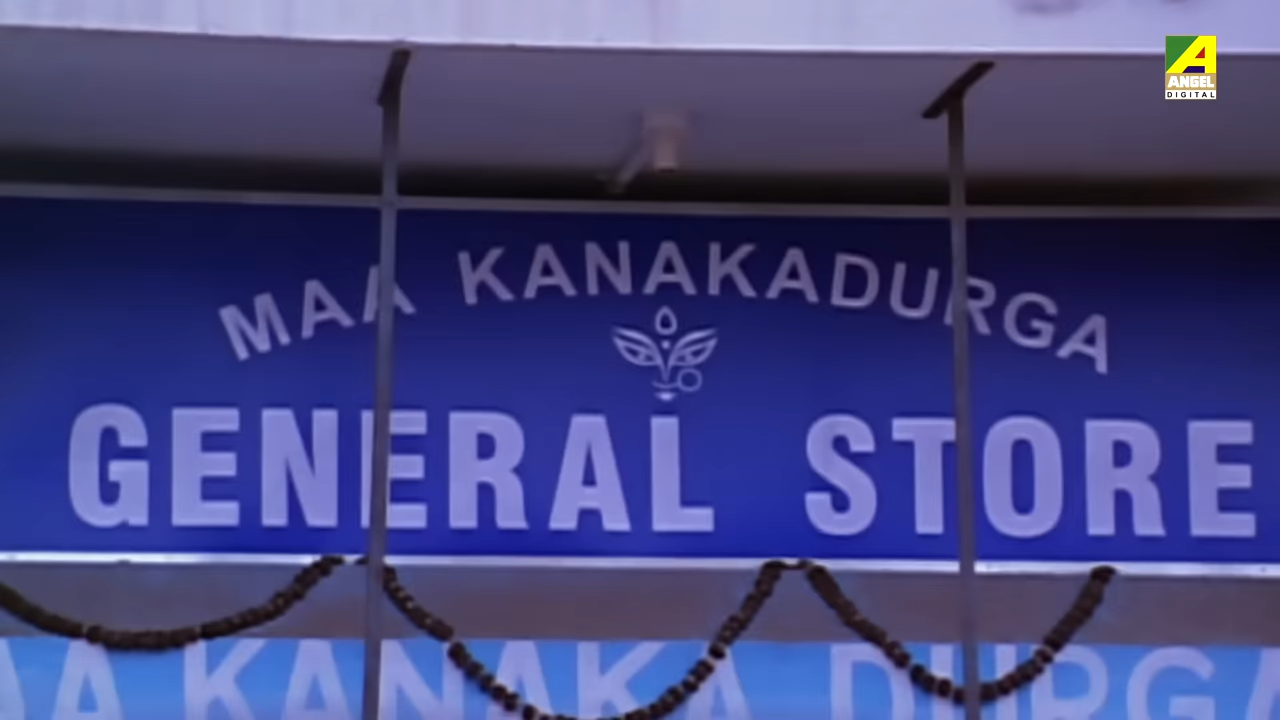 ANGEL
DIGITAL
MAA KANAKADURGA
GENERAL STORE
KANAKA DURGA